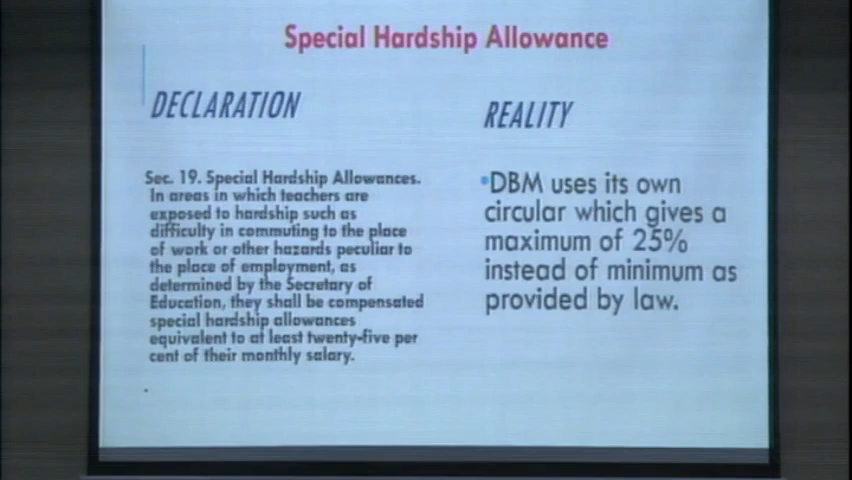 Special Hardship Allowance
DECLARATION
Sec. 19. Special Hardship Allowances.
In areas in which teachers are
exposed to hardship such as
difficulty in commuting to the place
of work or other hazards peculiar to
the place of employment, as
determined by the Secretary of
Education, they shall be compensated
special hardship allowances
equivalent to at least twenty-five per
cent of their monthly salary.
.
REALITY
•DBM uses its own
circular which gives a
maximum of 25%
instead of minimum as
provided by law.